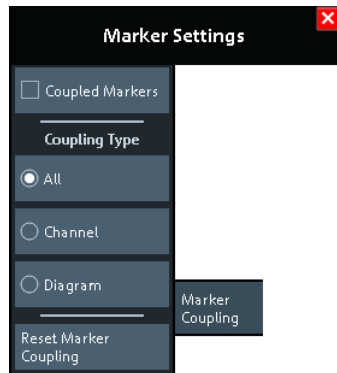 Marker Settings
Coupled Markers
Coupling Type
All
Channel
Diagram
Marker
Coupling
Reset Marker
Coupling